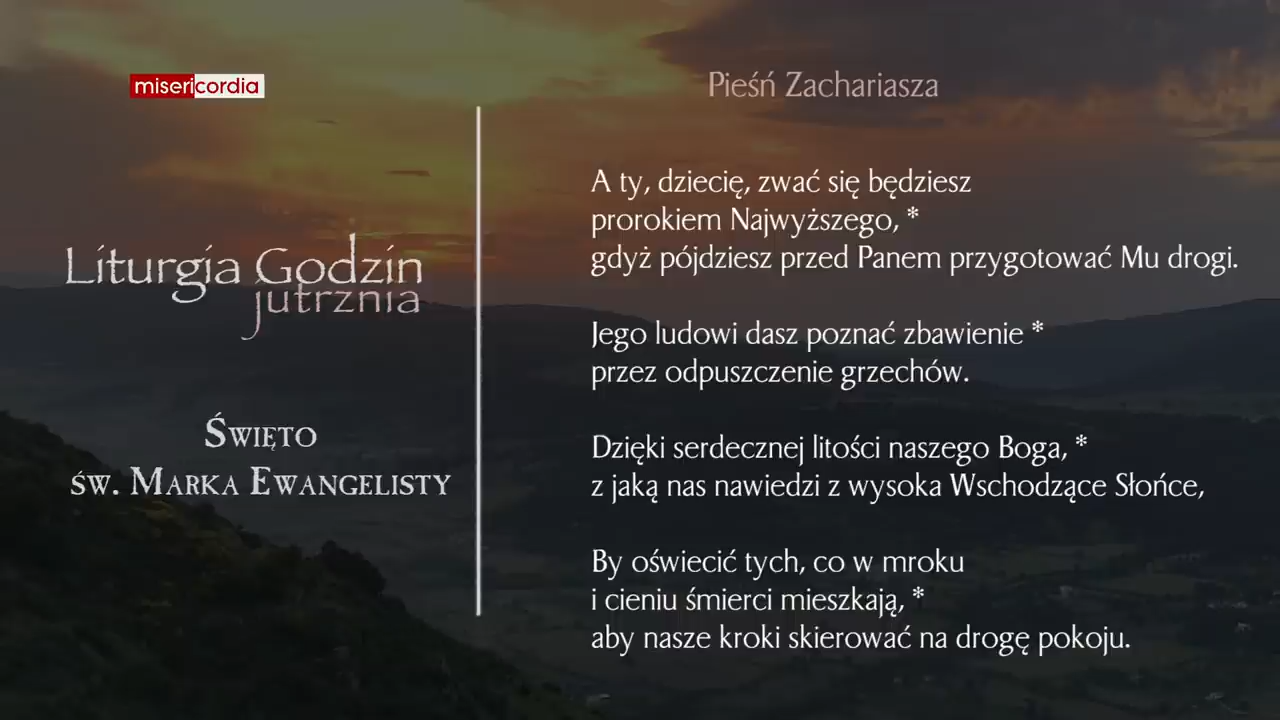 misericordia
Liturgia Godzin
jutrznia
Święto
św. Marka Ewangelisty
Pieśń Zachariasza
A ty, dziecię, zwać się będziesz
prorokiem Najwyższego, *
gdyż pójdziesz przed Panem przygotować Mu drogi.
Jego ludowi dasz poznać zbawienie *
przez odpuszczenie grzechów.
Dzięki serdecznej litości naszego Boga, *
z jaką nas nawiedzi z wysoka Wschodzące Słońce,
By oświecić tych, co w mroku
i cieniu śmierci mieszkają, *
aby nasze kroki skierować na drogę pokoju.